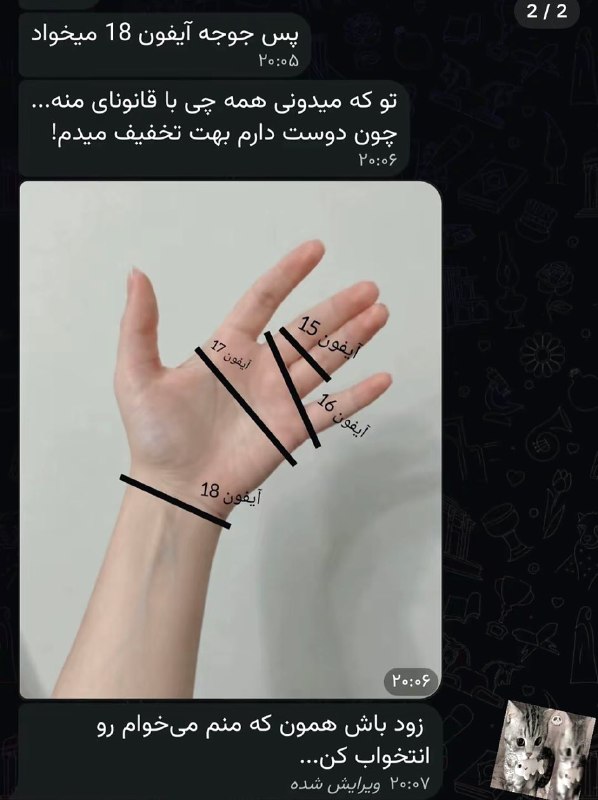 2 / 2
پس جوجه آیفون 18 میخواد
۲۰:۰۵
تو که میدونی همه چی با قانونای منه...
چون دوست دارم بهت تخفیف میدم!
۲۰:۰۶
آیفون 15
آیفون 17
آیفون 16
آیفون 18
۲۰:۰۶
زود باش همون که منم می‌خوام رو
انتخواب کن...
ویرایش شده ۲۰:۰۷